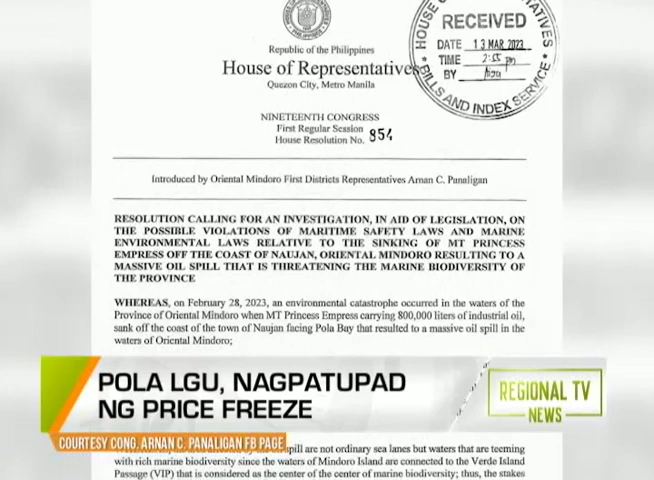 HOUSE OF REPRESENTATIVES
RECEIVED
DATE 13 MAR 2023
TIME 2:55 pm
BY
BILLS AND INDEX SERVICE
Republic of the Philippines
House of Representatives
Quezon City, Metro Manila
NINETEENTH CONGRESS
First Regular Session
House Resolution No. 854
Introduced by Oriental Mindoro First Districts Representatives Arnan C. Panaligan
RESOLUTION CALLING FOR AN INVESTIGATION, IN AID OF LEGISLATION, ON
THE POSSIBLE VIOLATIONS OF MARITIME SAFETY LAWS AND MARINE
ENVIRONMENTAL LAWS RELATIVE TO THE SINKING OF MT PRINCESS
EMPRESS OFF THE COAST OF NAUJAN, ORIENTAL MINDORO RESULTING TO A
MASSIVE OIL SPILL THAT IS THREATENING THE MARINE BIODIVERSITY OF
THE PROVINCE
WHEREAS, on February 28, 2023, an environmental catastrophe occurred in the waters of the
Province of Oriental Mindoro when MT Princess Empress carrying 800,000 liters of industrial oil,
sank off the coast of the town of Naujan facing Pola Bay that resulted to a massive oil spill in the
waters of Oriental Mindoro;
POLA LGU, NAGPATUPAD
NG PRICE FREEZE
REGIONAL TV
NEWS
COURTESY CONG. ARNAN C. PANALIGAN FB PAGE
spill are not ordinary sea lanes but waters that are teeming
with rich marine biodiversity since the waters of Mindoro Island are connected to the Verde Island
Passage (VIP) that is considered as the center of the center of marine biodiversity; thus, the stakes